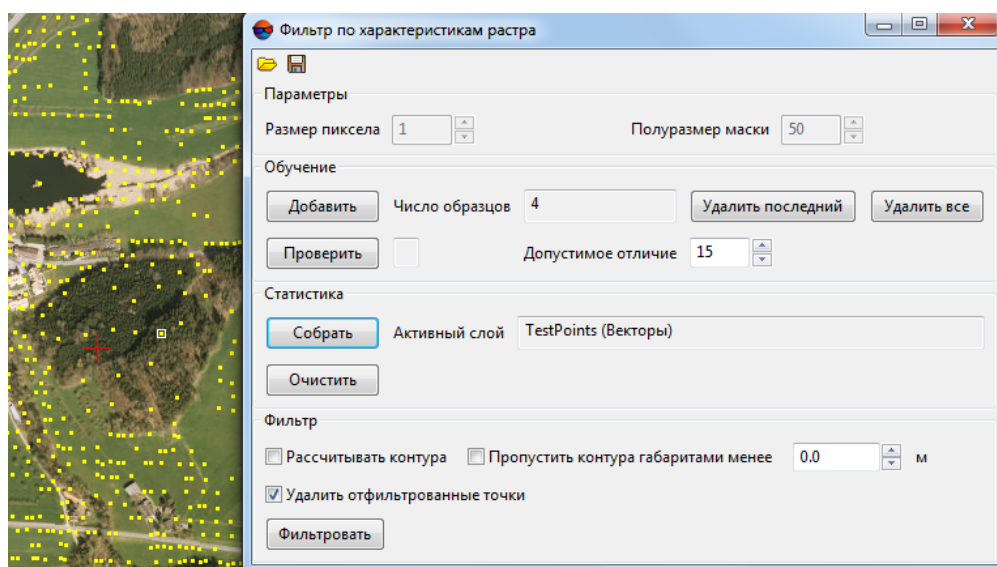 Фильтр по характеристикам растра
Параметры
Размер пиксела 1 Полуразмер маски 50
Обучение
Добавить Число образцов 4 Удалить последний Удалить все
Проверить Допустимое отличие 15
Статистика
Собрать Активный слой TestPoints (Векторы)
Очистить
Фильтр
Рассчитывать контура Пропустить контура габаритами менее 0.0 м
Удалить отфильтрованные точки
Фильтровать